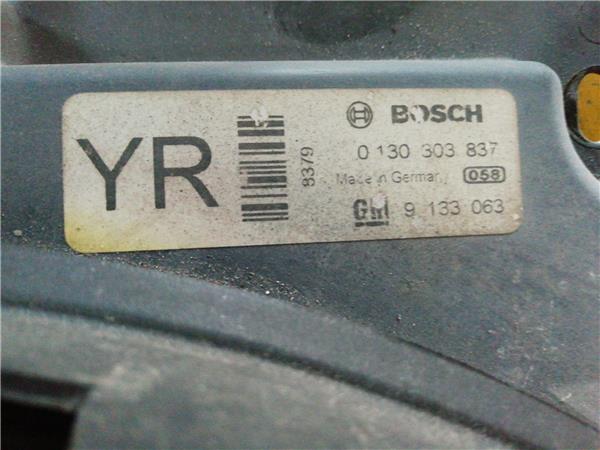 YR
8379
BOSCH
0 130 303 837
Made in Germany 058
GM 9 133 063